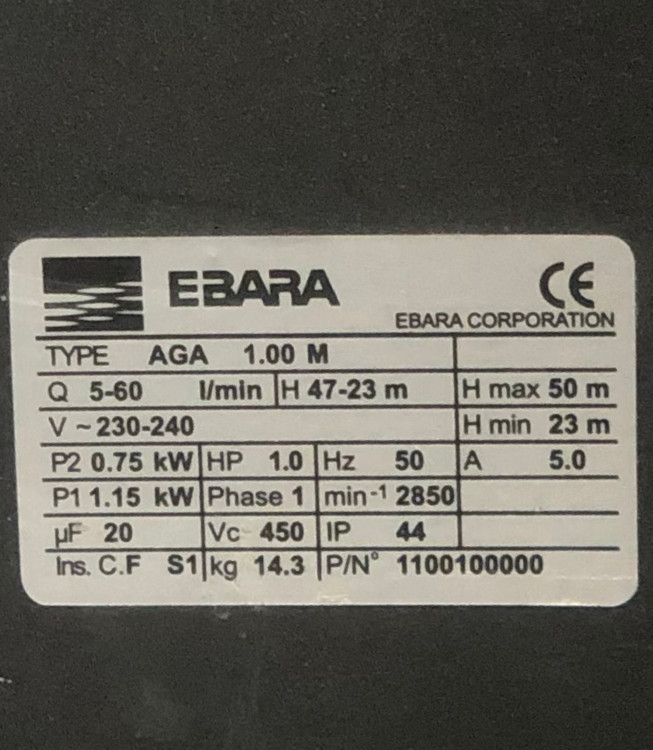 EBARA CE
EBARA CORPORATION
TYPE AGA 1.00 M
Q 5-60 l/min H 47-23 m H max 50 m
V ~ 230-240 H min 23 m
P2 0.75 kW HP 1.0 Hz 50 A 5.0
P1 1.15 kW Phase 1 min-1 2850
µF 20 Vc 450 IP 44
Ins. C.F S1 kg 14.3 P/N° 1100100000